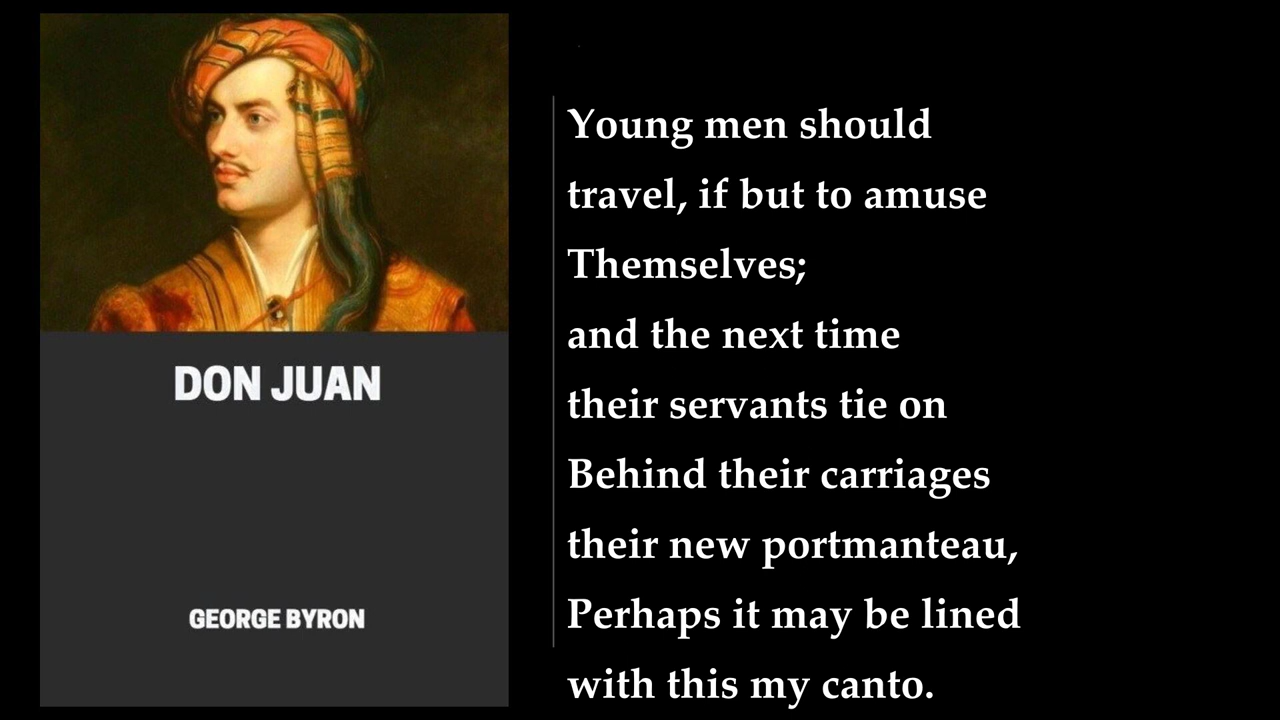 DON JUAN
GEORGE BYRON
Young men should
travel, if but to amuse
Themselves;
and the next time
their servants tie on
Behind their carriages
their new portmanteau,
Perhaps it may be lined
with this my canto.